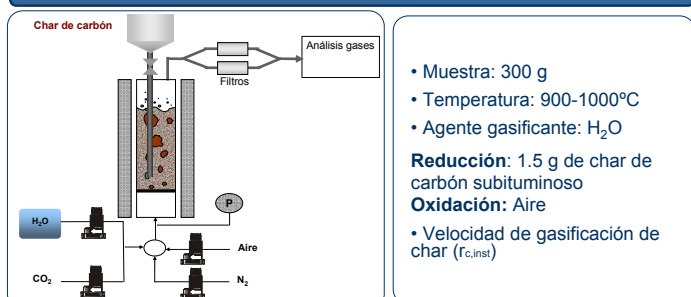 Char de carbón
Análisis gases
Filtros
P
H₂O
Aire
CO₂
N₂
• Muestra: 300 g
• Temperatura: 900-1000ºC
• Agente gasificante: H₂O
Reducción: 1.5 g de char de
carbón subituminoso
Oxidación: Aire
• Velocidad de gasificación de
char (rc,inst)